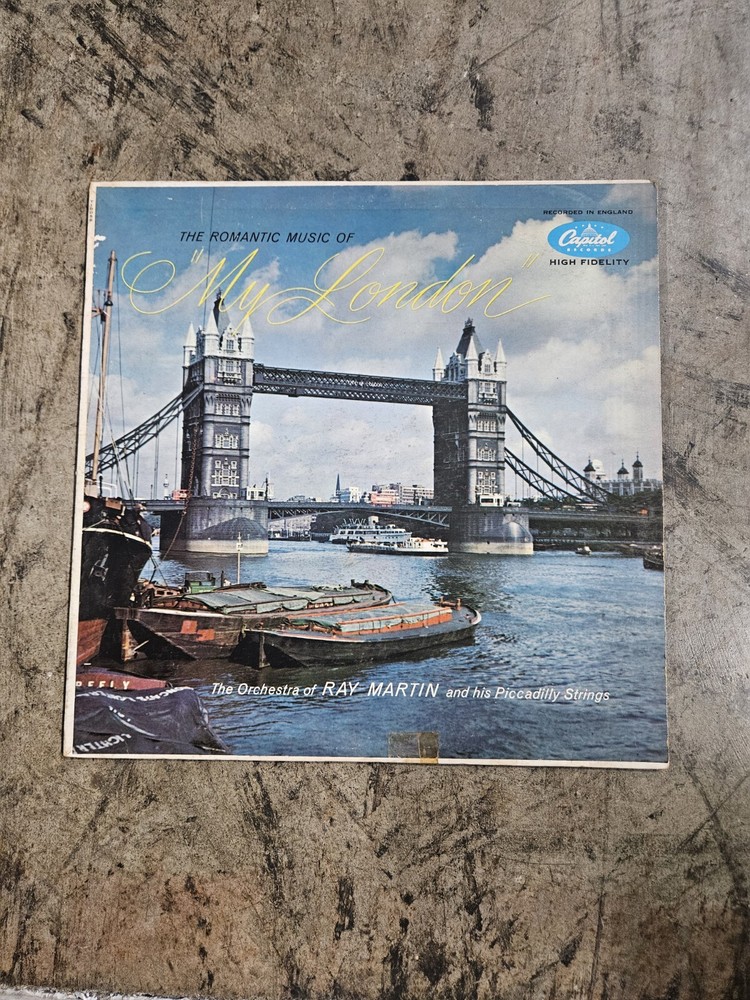 RECORDED IN ENGLAND
Capitol
RECORDS
HIGH FIDELITY
THE ROMANTIC MUSIC OF
"My London"
The Orchestra of RAY MARTIN and his Piccadilly Strings